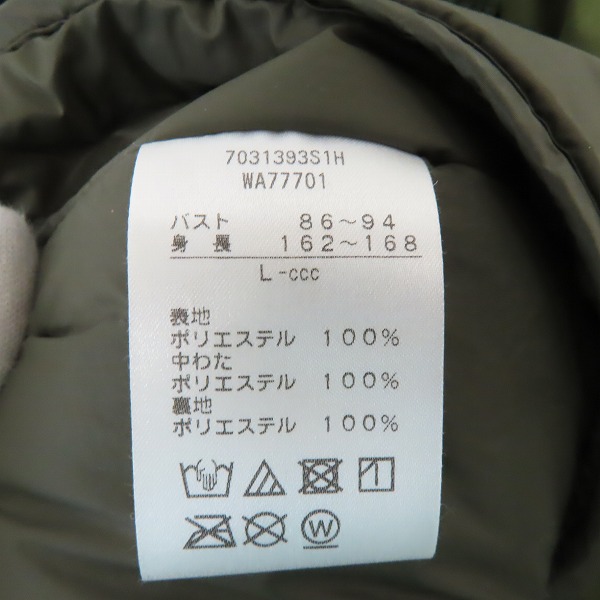 7031393S1H
WA77701
バスト 86～94
身長 162～168
L-ccc
表地
ポリエステル 100%
中わた
ポリエステル 100%
裏地
ポリエステル 100%
W